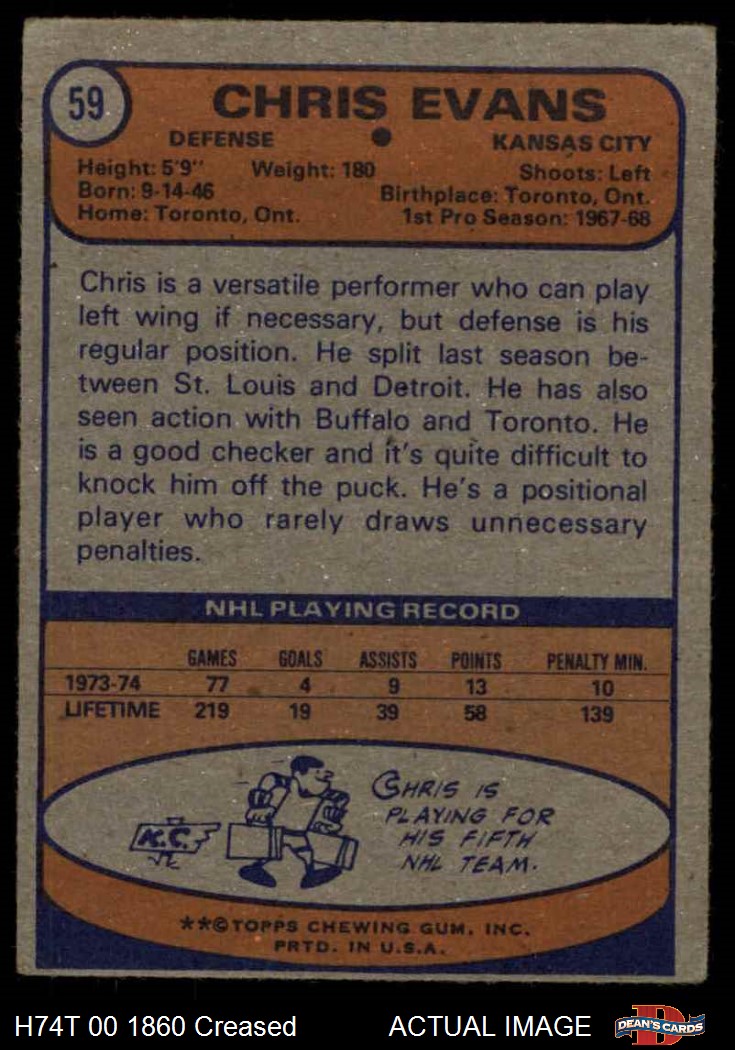 59
CHRIS EVANS
DEFENSE ● KANSAS CITY
Height: 5'9" Weight: 180 Shoots: Left
Born: 9-14-46 Birthplace: Toronto, Ont.
Home: Toronto, Ont. 1st Pro Season: 1967-68
Chris is a versatile performer who can play
left wing if necessary, but defense is his
regular position. He split last season be-
tween St. Louis and Detroit. He has also
seen action with Buffalo and Toronto. He
is a good checker and it's quite difficult to
knock him off the puck. He's a positional
player who rarely draws unnecessary
penalties.
NHL PLAYING RECORD
GAMES GOALS ASSISTS POINTS PENALTY MIN.
1973-74 77 4 9 13 10
LIFETIME 219 19 39 58 139
CHRIS IS
PLAYING FOR
HIS FIFTH
NHL TEAM.
K.C.
**©TOPPS CHEWING GUM, INC.
PRTD. IN U.S.A.
H74T 00 1860 Creased ACTUAL IMAGE
D
DEAN'S CARDS